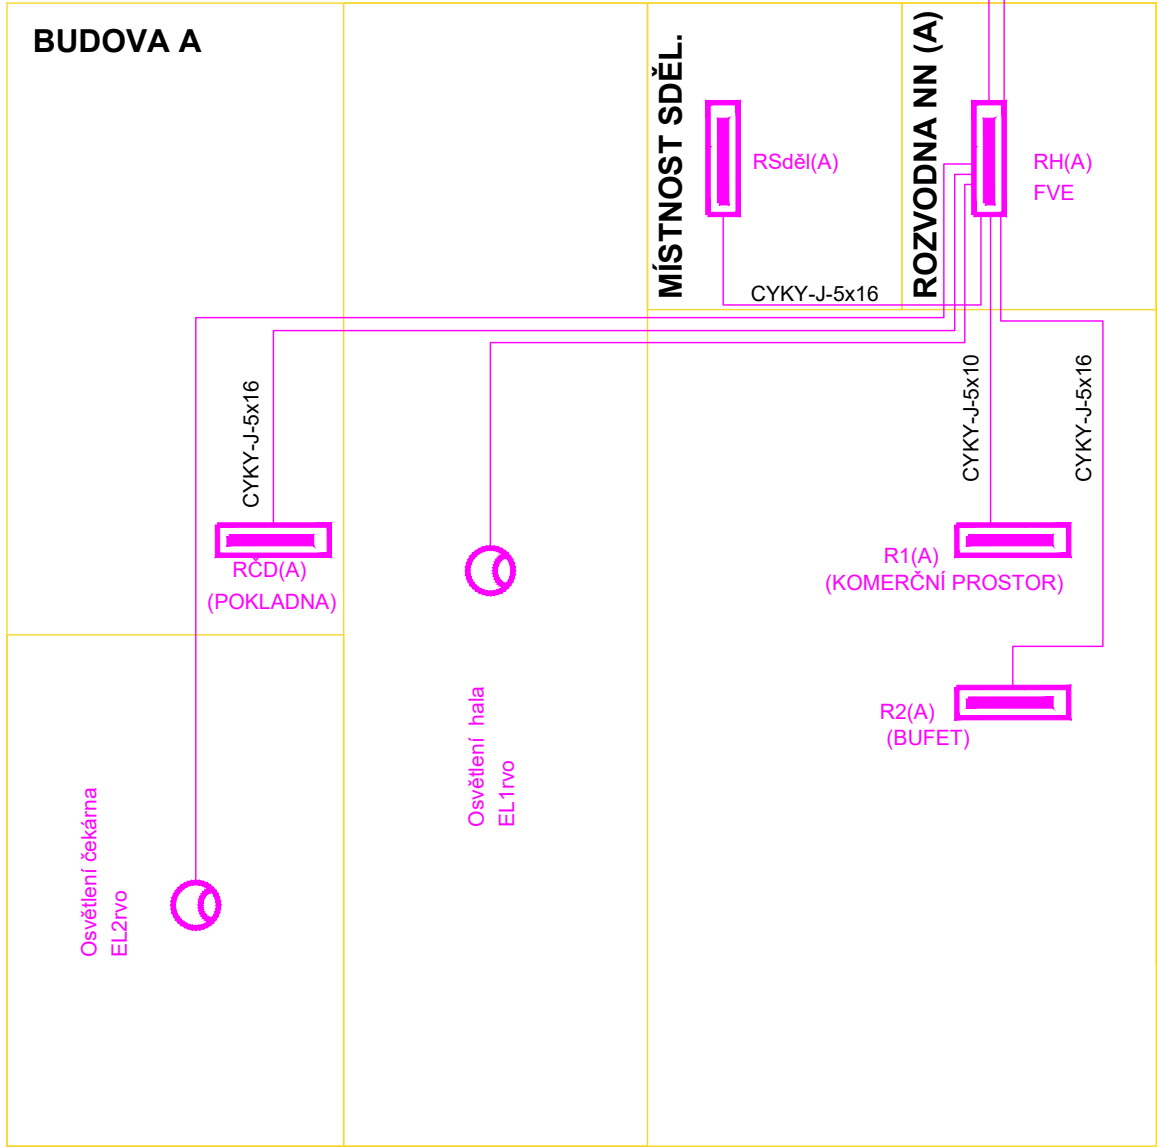 BUDOVA A
MÍSTNOST SDĚL.
ROZVODNA NN (A)
RSděl(A)
RH(A)
FVE
CYKY-J-5x16
CYKY-J-5x16
CYKY-J-5x10
CYKY-J-5x16
RČD(A)
(POKLADNA)
R1(A)
(KOMERČNÍ PROSTOR)
R2(A)
(BUFET)
Osvětlení hala
EL1rvo
Osvětlení čekárna
EL2rvo